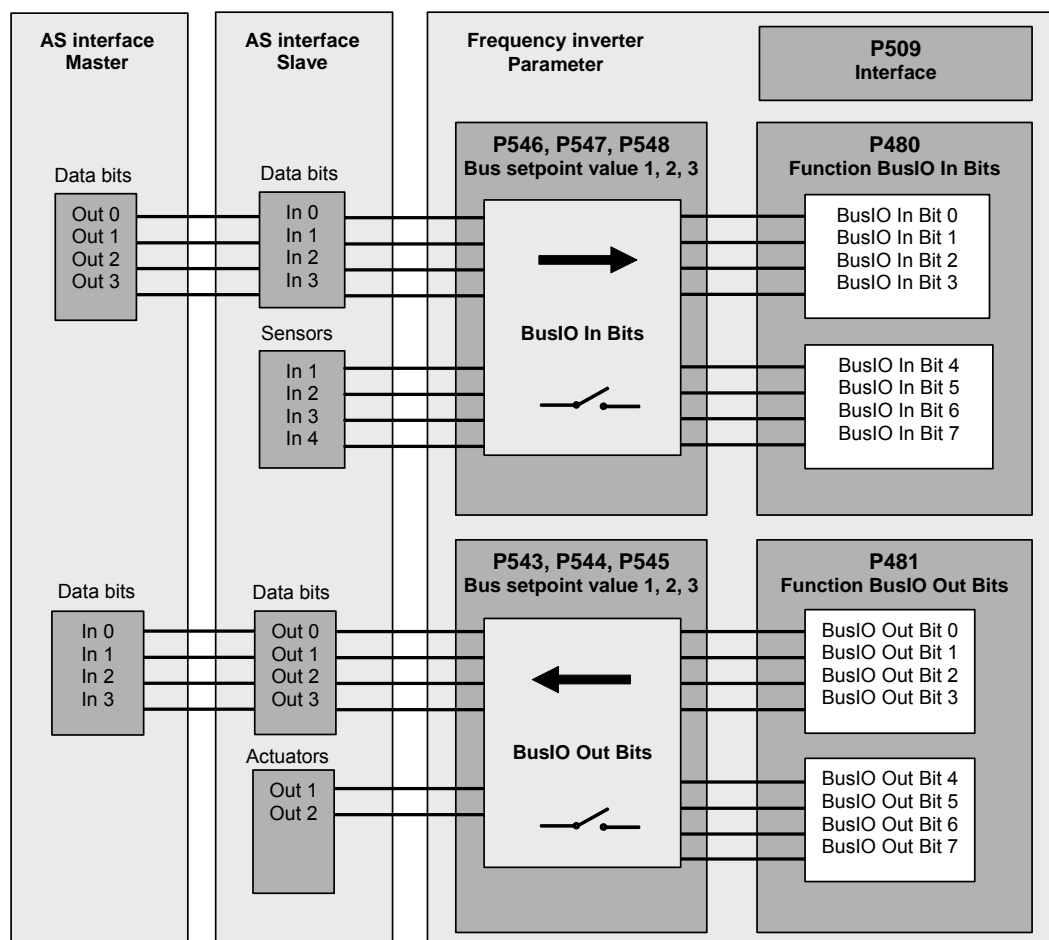 AS interface
Master
AS interface
Slave
Frequency inverter
Parameter
P509
Interface
P546, P547, P548
Bus setpoint value 1, 2, 3
P480
Function BusIO In Bits
Data bits
Out 0
Out 1
Out 2
Out 3
Data bits
In 0
In 1
In 2
In 3
Sensors
In 1
In 2
In 3
In 4
BusIO In Bits
BusIO In Bit 0
BusIO In Bit 1
BusIO In Bit 2
BusIO In Bit 3
BusIO In Bit 4
BusIO In Bit 5
BusIO In Bit 6
BusIO In Bit 7
P543, P544, P545
Bus setpoint value 1, 2, 3
P481
Function BusIO Out Bits
Data bits
In 0
In 1
In 2
In 3
Data bits
Out 0
Out 1
Out 2
Out 3
Actuators
Out 1
Out 2
BusIO Out Bits
BusIO Out Bit 0
BusIO Out Bit 1
BusIO Out Bit 2
BusIO Out Bit 3
BusIO Out Bit 4
BusIO Out Bit 5
BusIO Out Bit 6
BusIO Out Bit 7